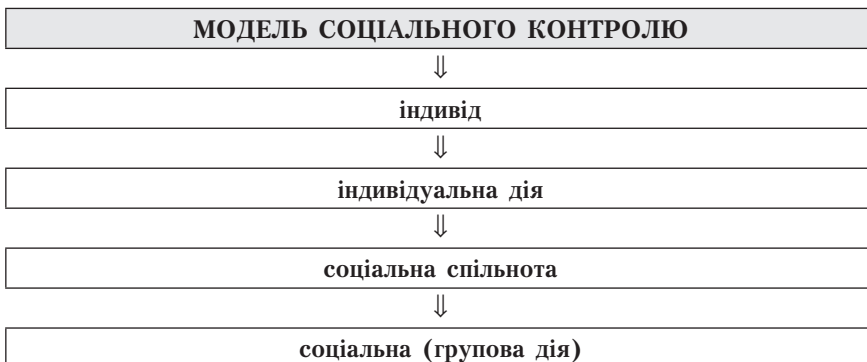 МОДЕЛЬ СОЦІАЛЬНОГО КОНТРОЛЮ
⇓
індивід
⇓
індивідуальна дія
⇓
соціальна спільнота
⇓
соціальна (групова дія)